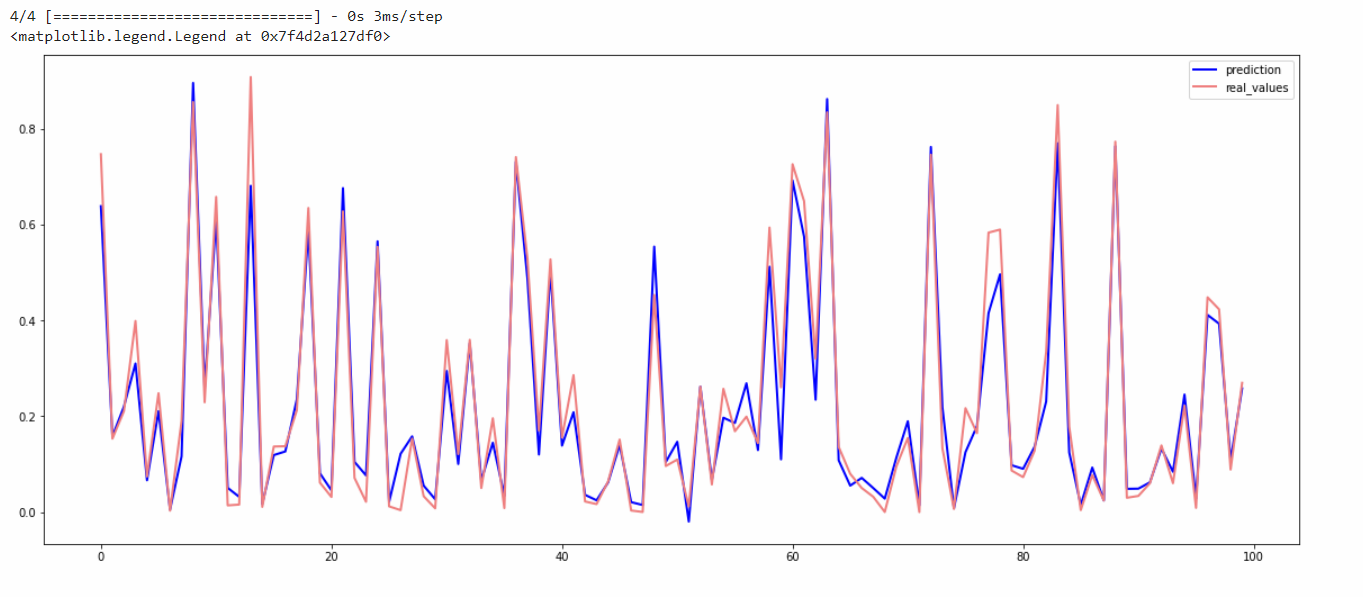 4/4 [==============================] - 0s 3ms/step
<matplotlib.legend.Legend at 0x7f4d2a127df0>
prediction
real_values
0.8
0.6
0.4
0.2
0.0
0 20 40 60 80 100